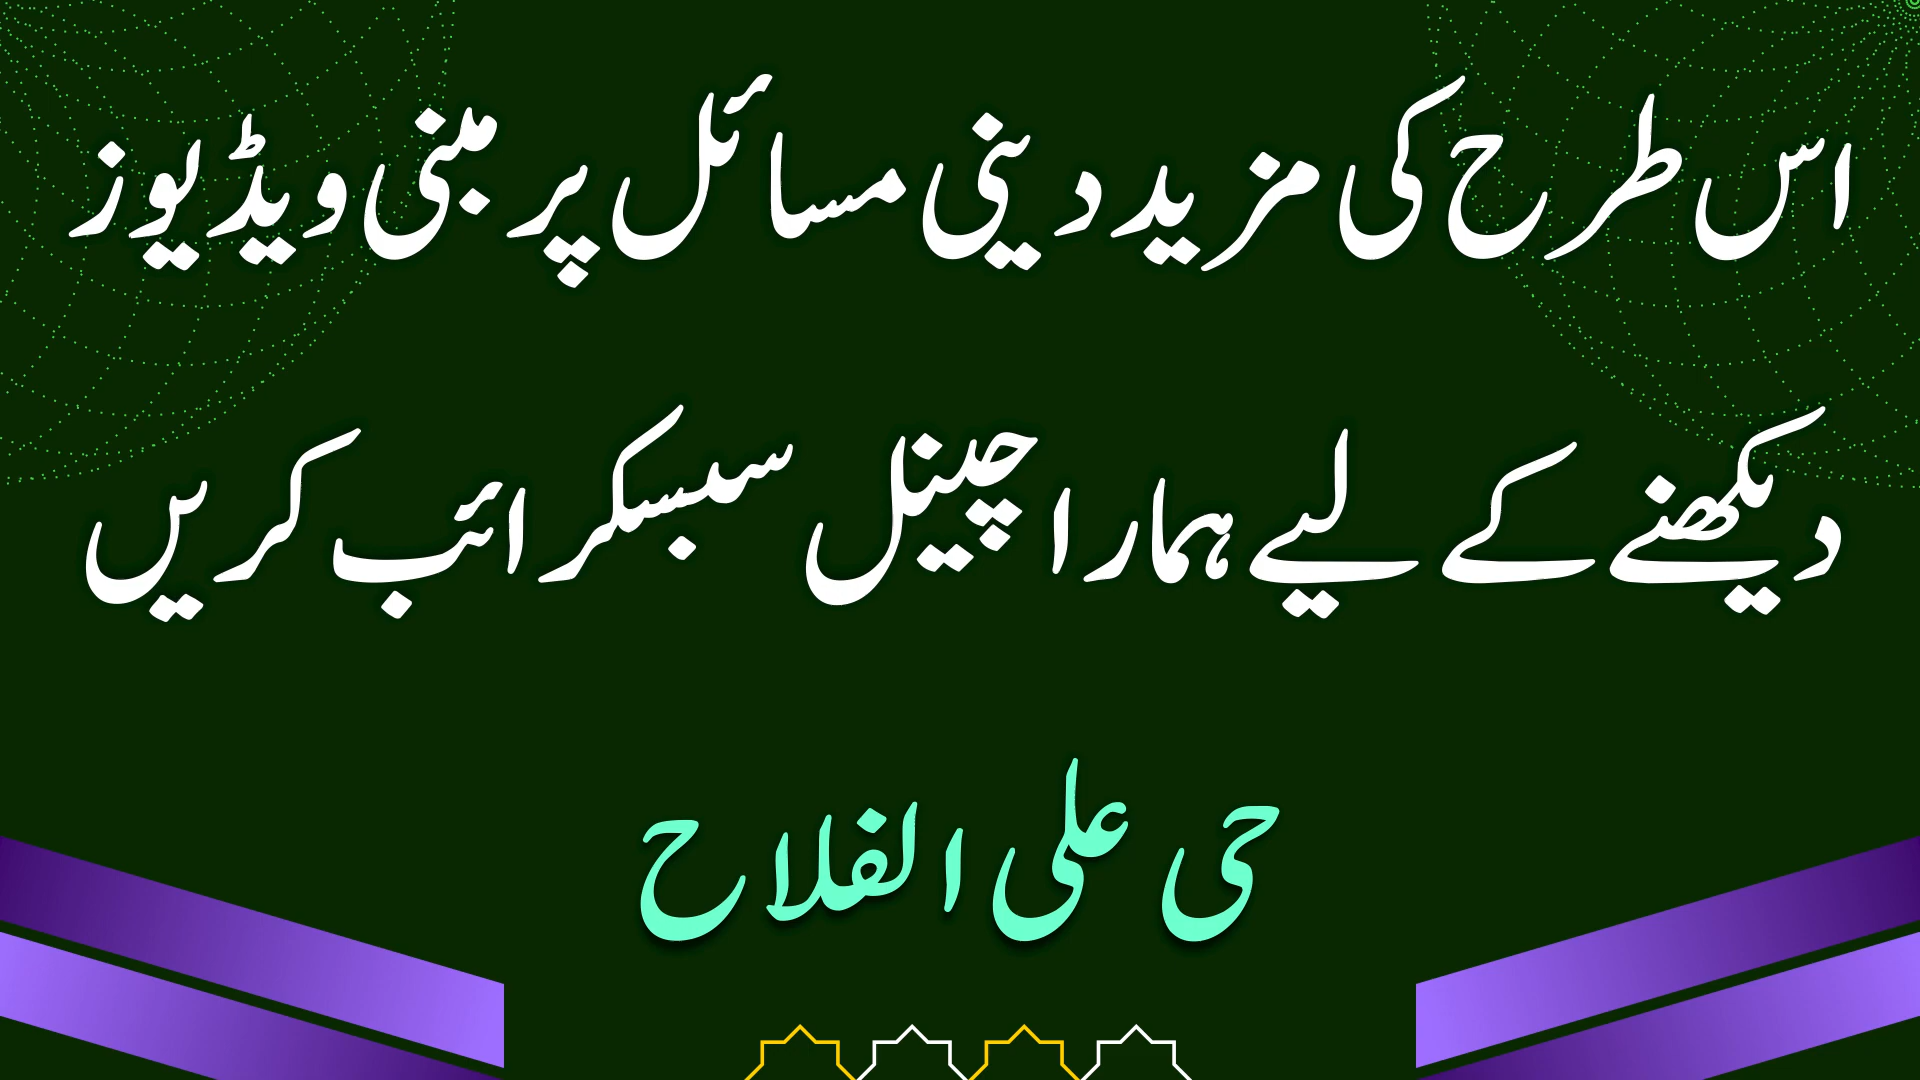 اس طرح کی مزید دینی مسائل پر مبنی ویڈیوز
دیکھنے کے لیے ہمارا چینل سبسکرائب کریں
حی علی الفلاح